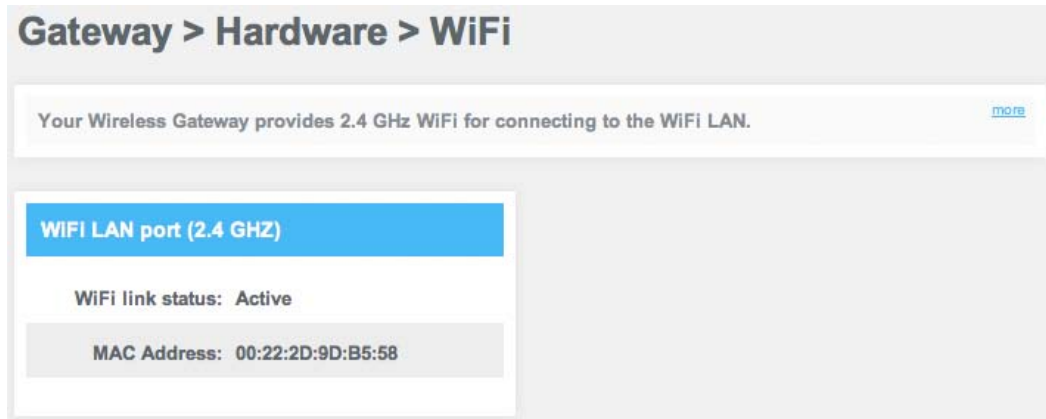 Gateway > Hardware > WiFi
Your Wireless Gateway provides 2.4 GHz WiFi for connecting to the WiFi LAN.
more
WIFI LAN port (2.4 GHZ)
WiFi link status: Active
MAC Address: 00:22:2D:9D:B5:58